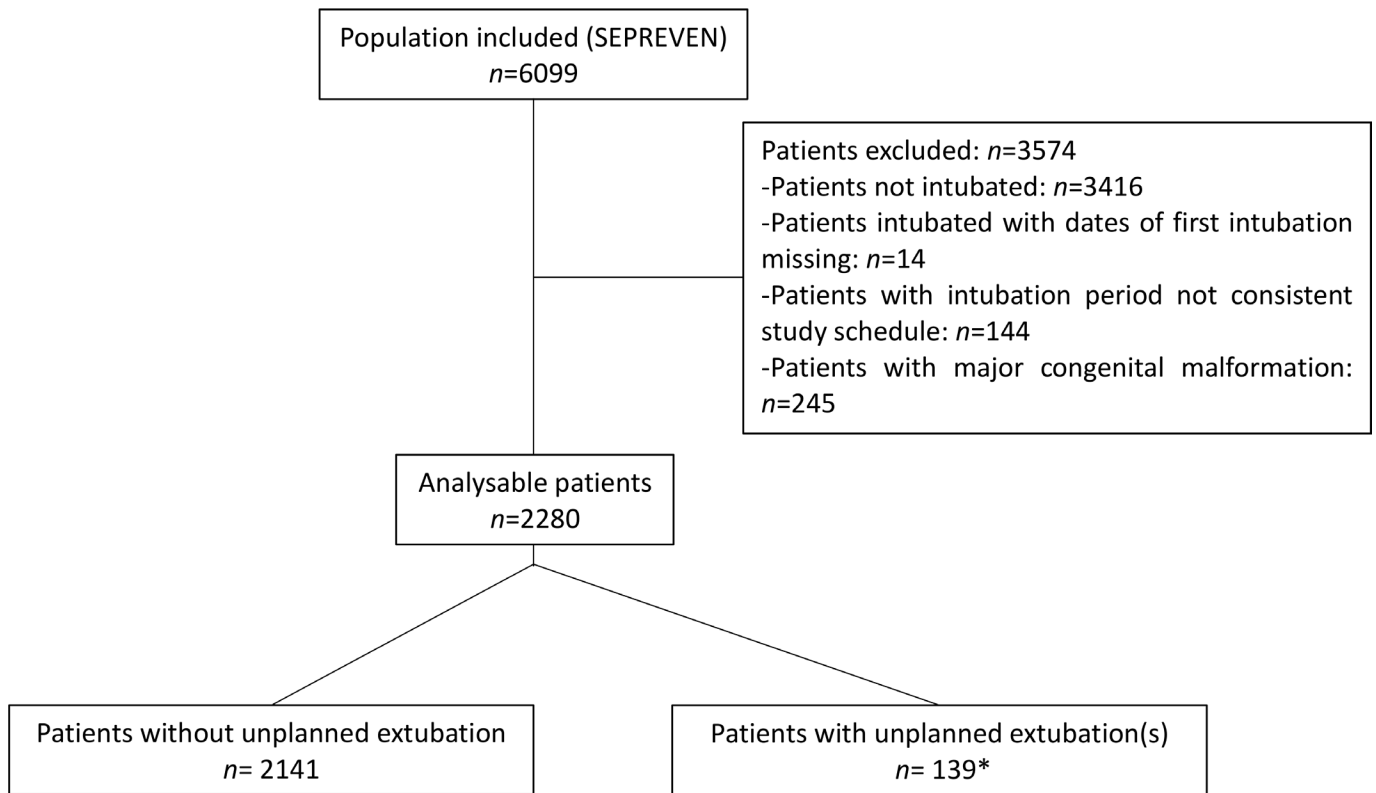 Population included (SEPREVEN)
n=6099
Patients excluded: n=3574
-Patients not intubated: n=3416
-Patients intubated with dates of first intubation
missing: n=14
-Patients with intubation period not consistent
study schedule: n=144
-Patients with major congenital malformation:
n=245
Analysable patients
n=2280
Patients without unplanned extubation
n= 2141
Patients with unplanned extubation(s)
n= 139*